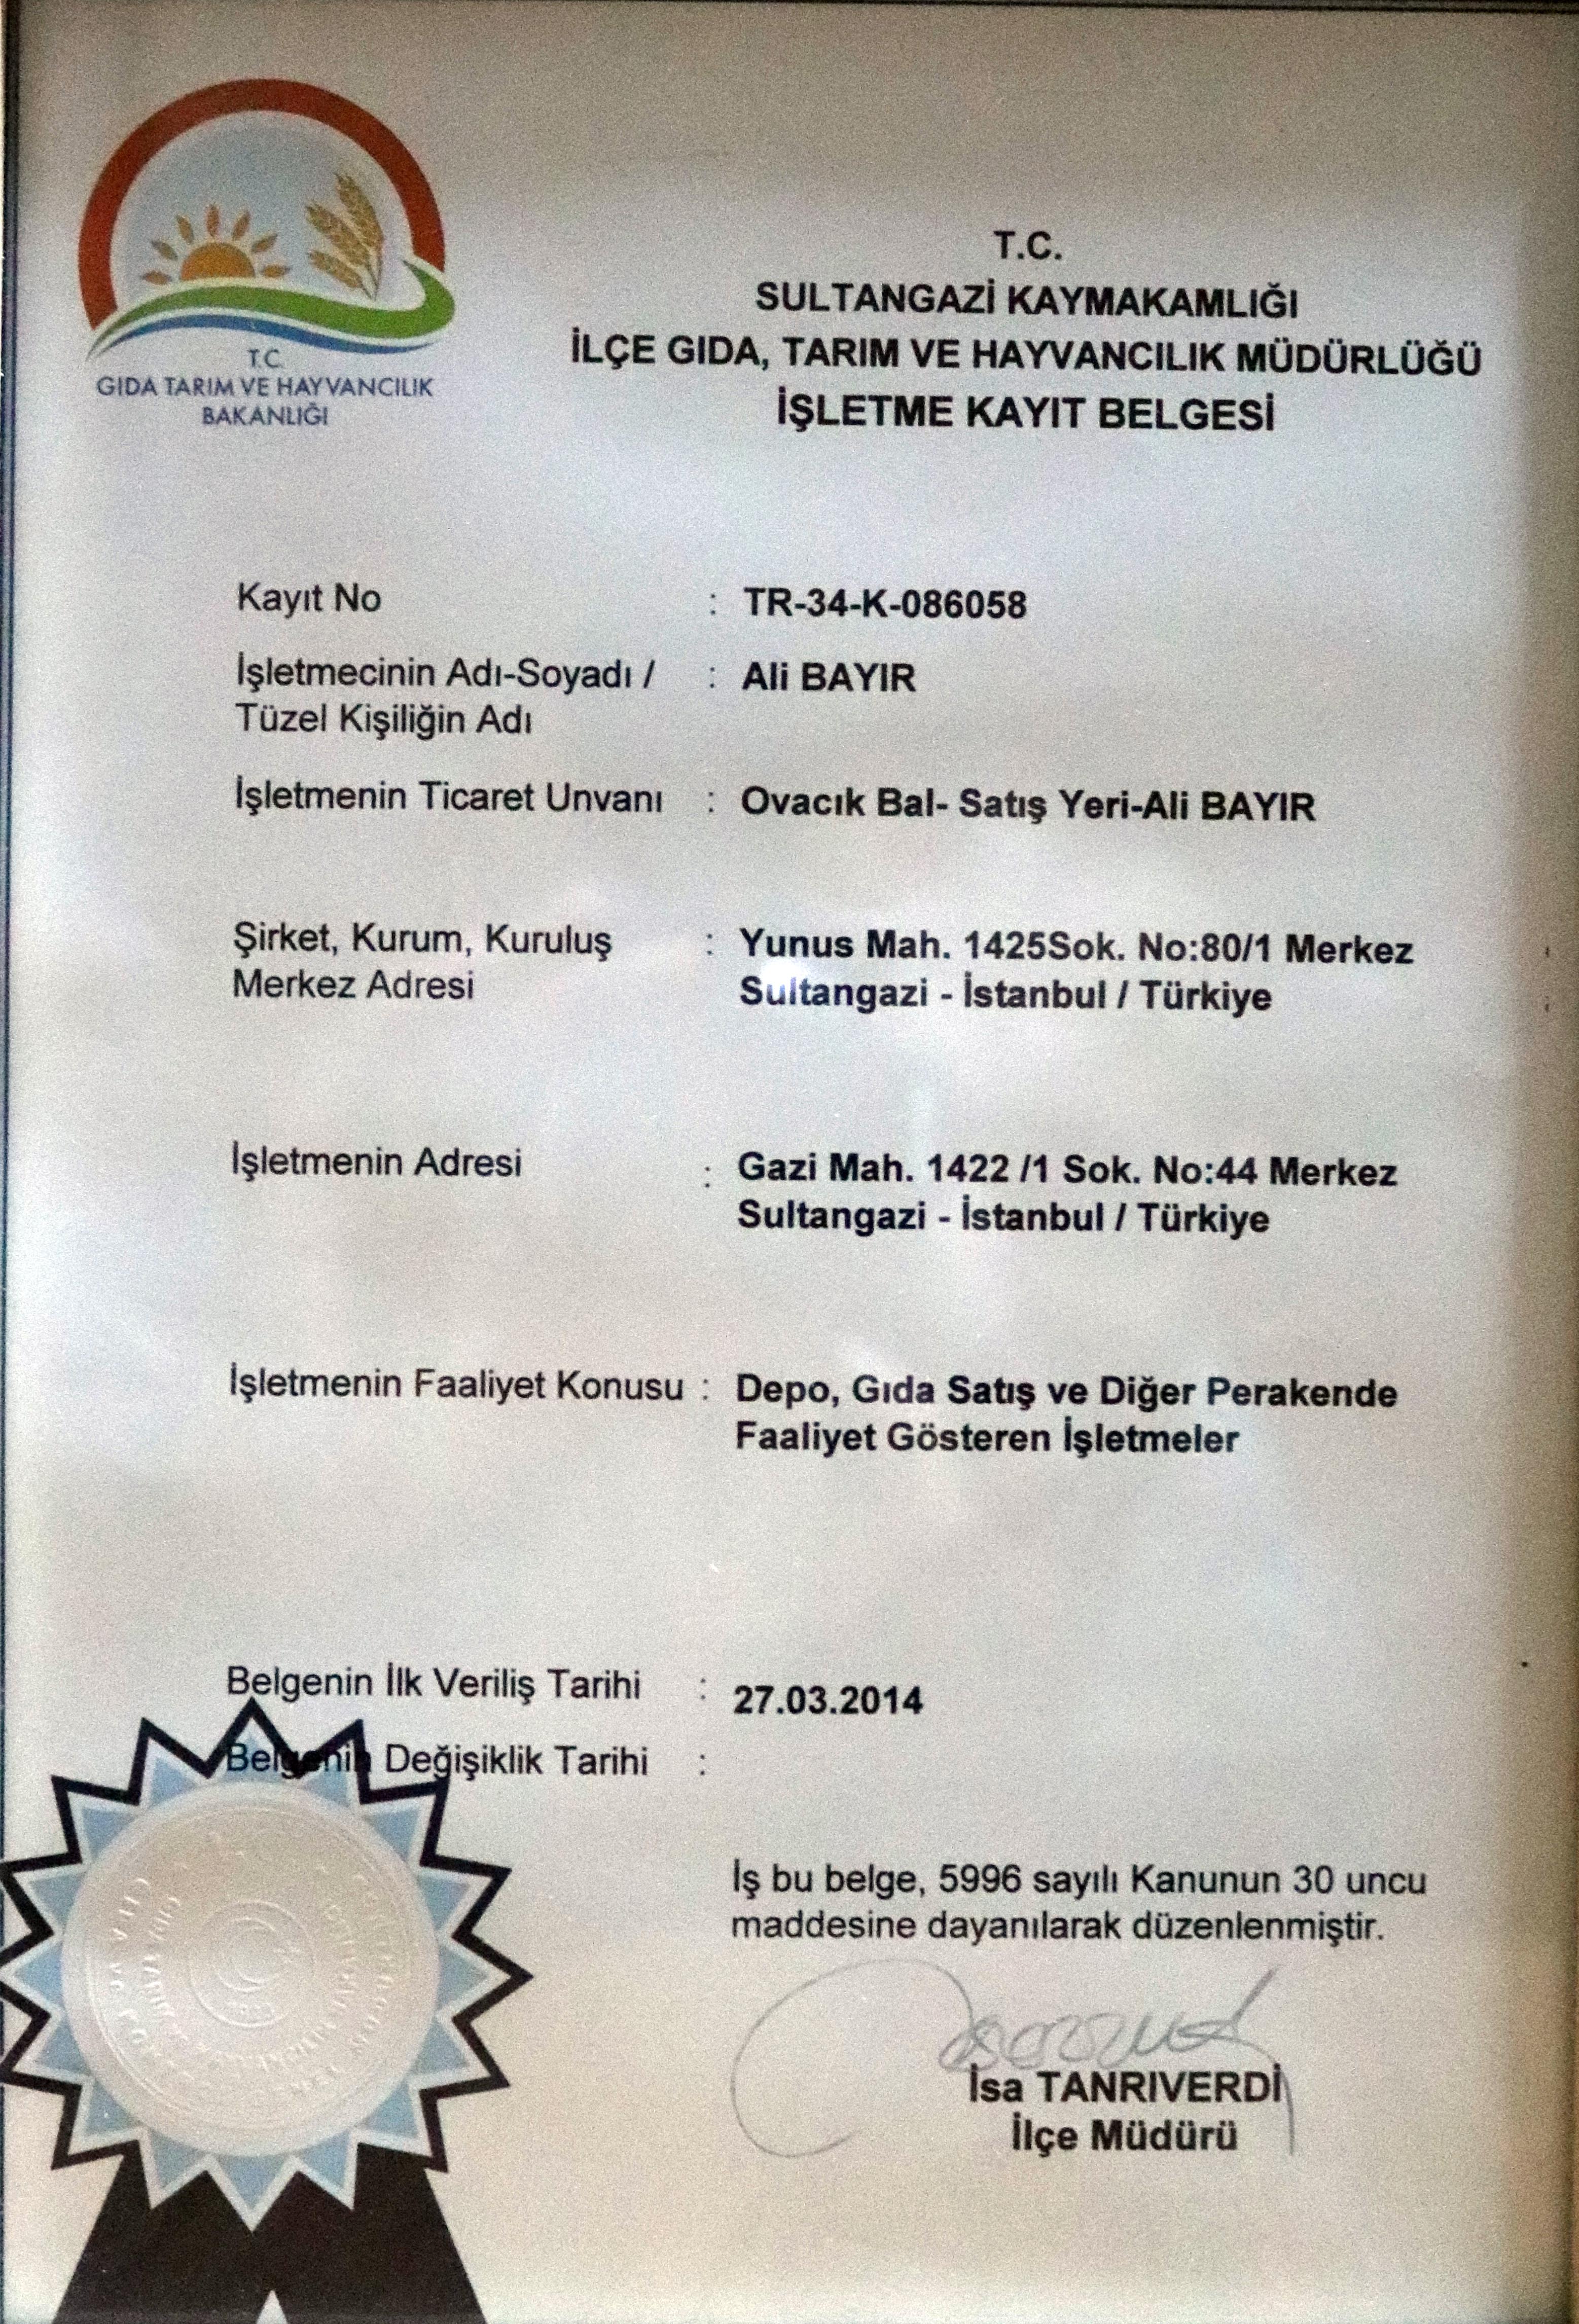 T.C.
GIDA TARIM VE HAYVANCILIK
BAKANLIĞI
T.C.
SULTANGAZİ KAYMAKAMLIĞI
İLÇE GIDA, TARIM VE HAYVANCILIK MÜDÜRLÜĞÜ
İŞLETME KAYIT BELGESİ
Kayıt No : TR-34-K-086058
İşletmecinin Adı-Soyadı / : Ali BAYIR
Tüzel Kişiliğin Adı
İşletmenin Ticaret Unvanı : Ovacık Bal- Satış Yeri-Ali BAYIR
Şirket, Kurum, Kuruluş : Yunus Mah. 1425Sok. No:80/1 Merkez
Merkez Adresi Sultangazi - İstanbul / Türkiye
İşletmenin Adresi : Gazi Mah. 1422 /1 Sok. No:44 Merkez
Sultangazi - İstanbul / Türkiye
İşletmenin Faaliyet Konusu : Depo, Gıda Satış ve Diğer Perakende
Faaliyet Gösteren İşletmeler
Belgenin İlk Veriliş Tarihi : 27.03.2014
Belgenin Değişiklik Tarihi :
İş bu belge, 5996 sayılı Kanunun 30 uncu
maddesine dayanılarak düzenlenmiştir.
İsa TANRIVERDİ
İlçe Müdürü